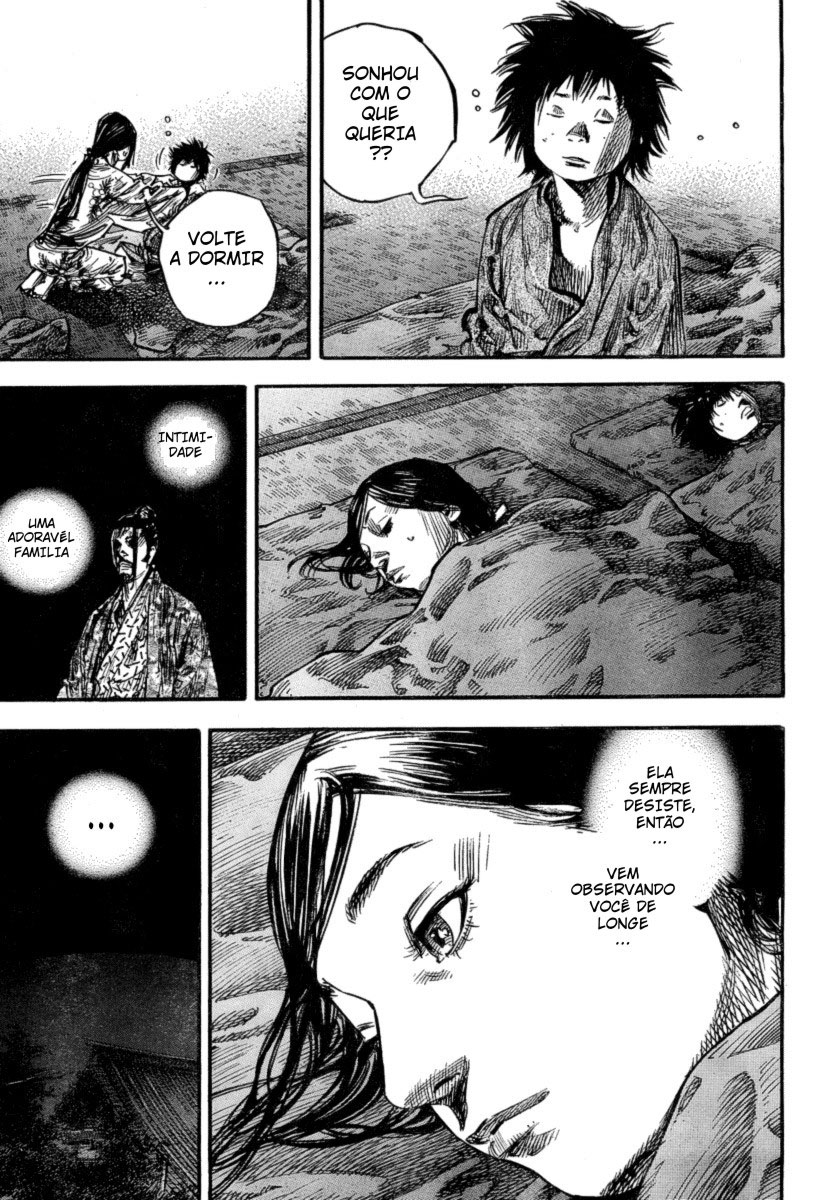 SONHOU
COM O
QUE
QUERIA
??
VOLTE
A DORMIR
...
INTIMI-
DADE
UMA
ADORAVÉL
FAMILIA
ELA
SEMPRE
DESISTE,
ENTÃO
...
VEM
OBSERVANDO
VOCÊ DE
LONGE
...
...